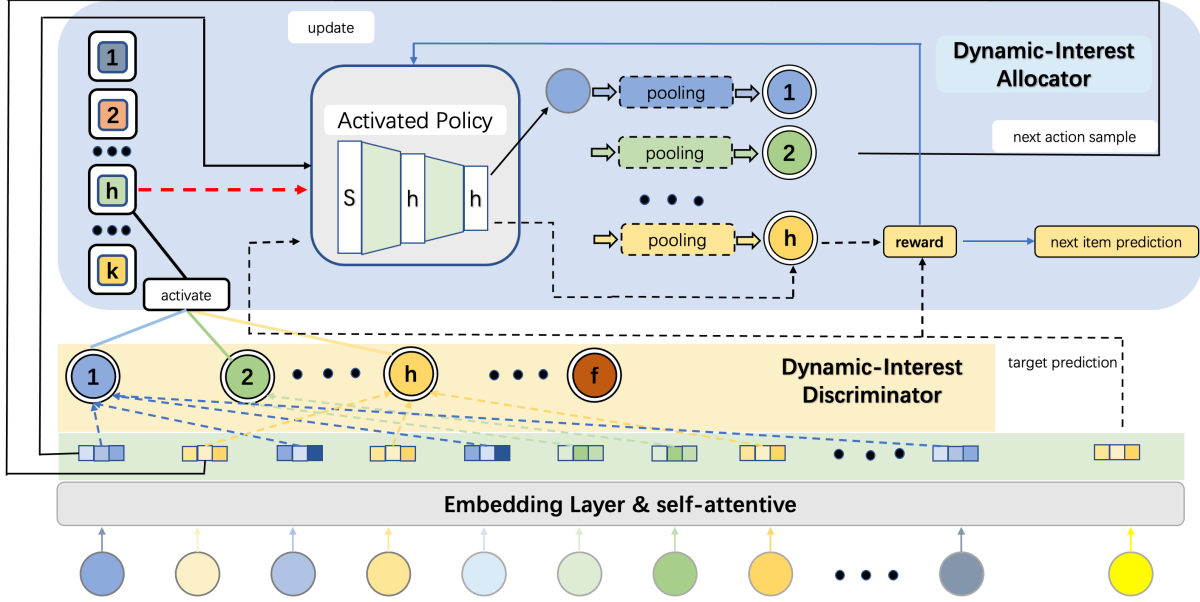 update
1
2
h
k
activate
Activated Policy
S
h
h
pooling
1
pooling
2
pooling
h
Dynamic-Interest
Allocator
next action sample
reward
next item prediction
1
2
h
f
Dynamic-Interest
Discriminator
target prediction
Embedding Layer & self-attentive